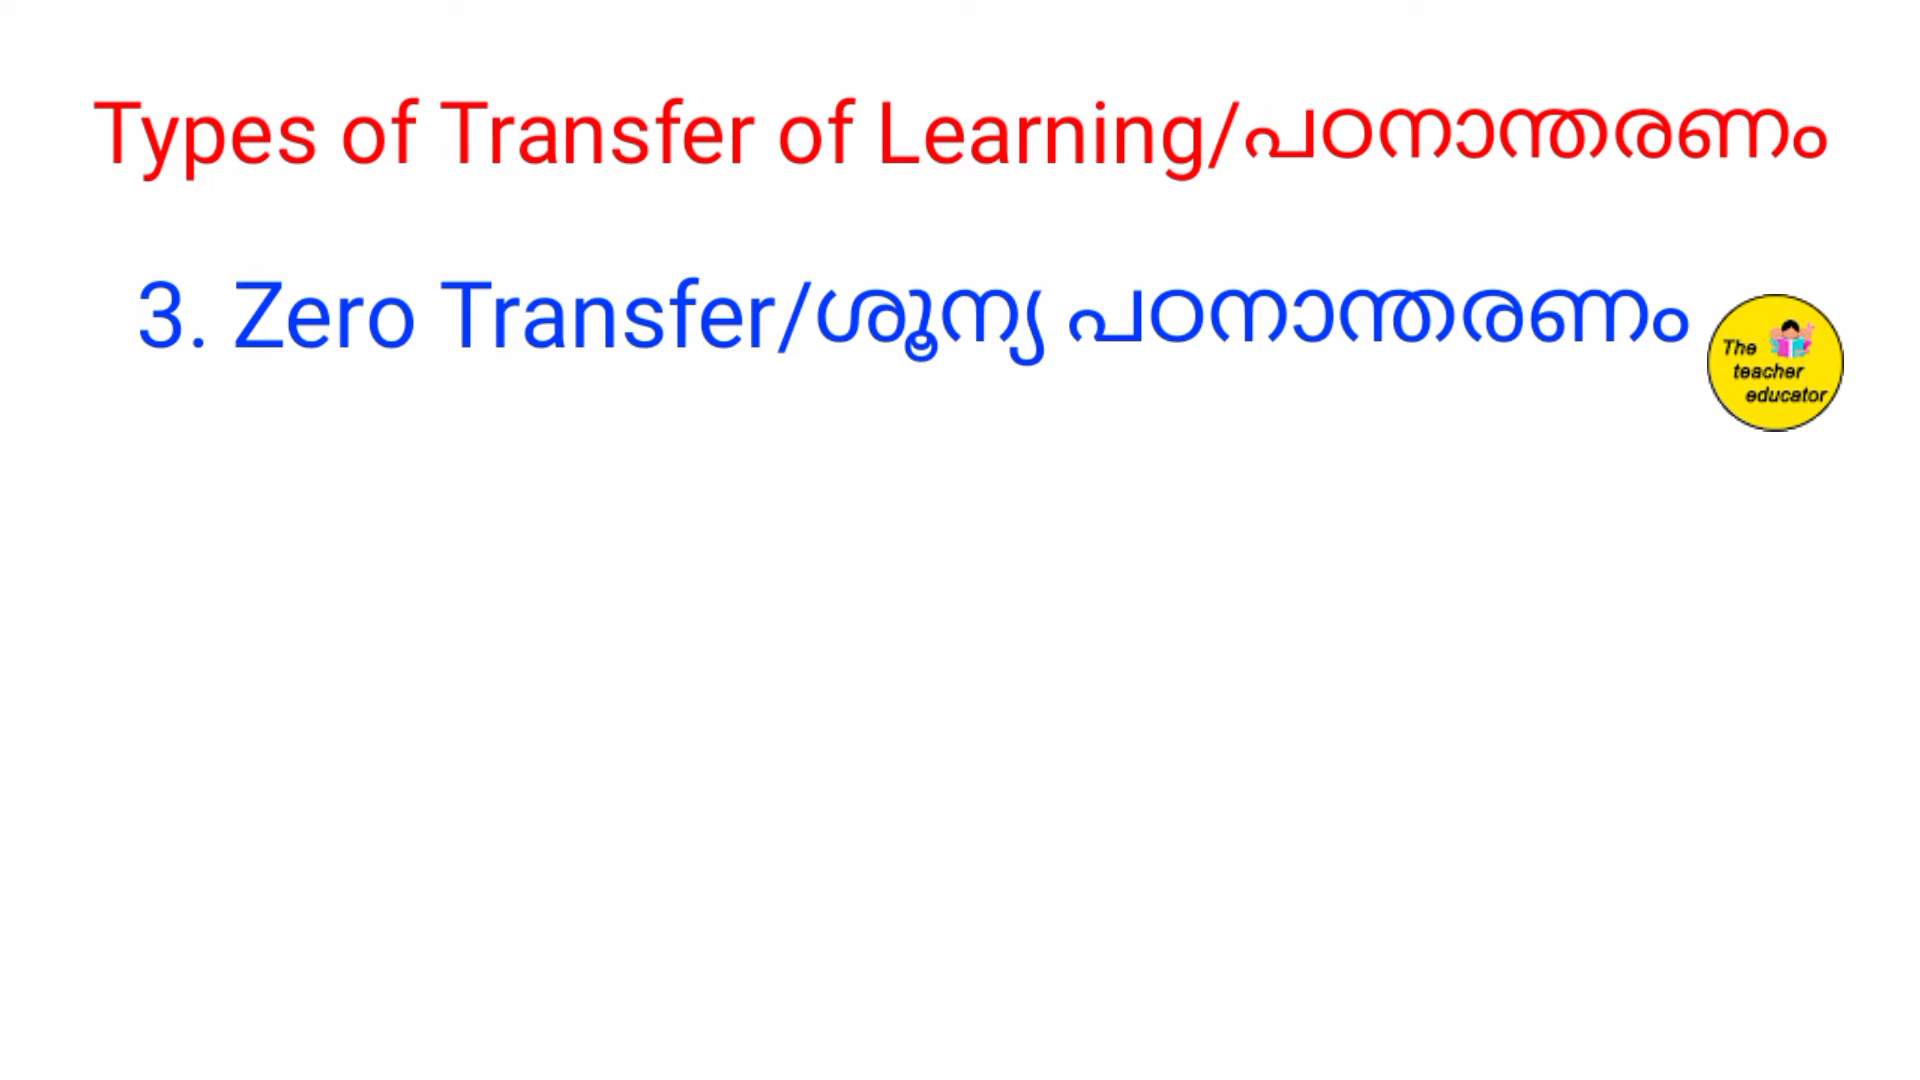 Types of Transfer of Learning/പഠനാന്തരണം
3. Zero Transfer/ശൂന്യ പഠനാന്തരണം
The
teacher
educator